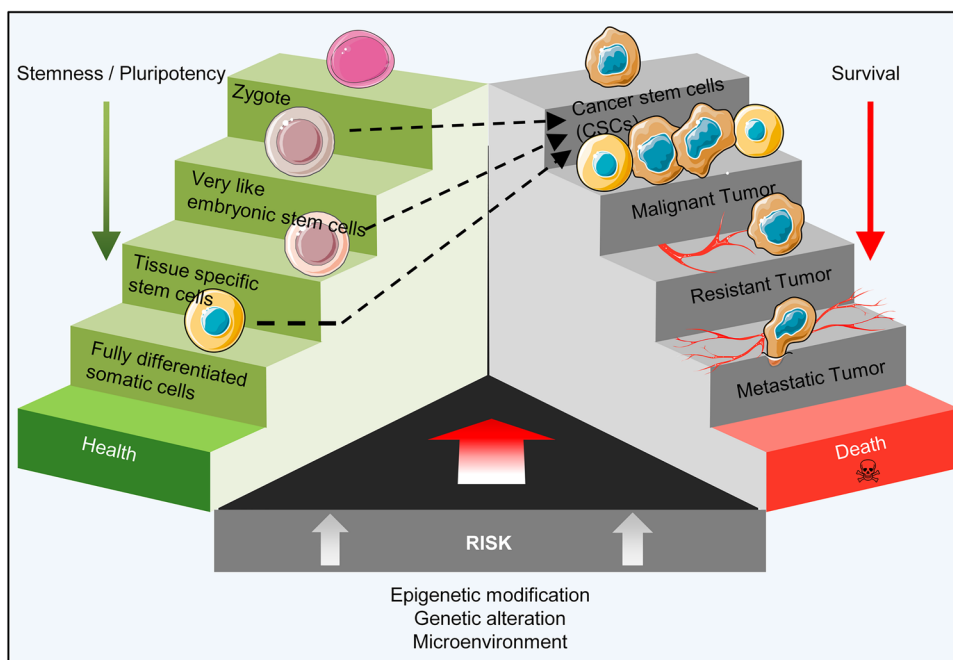 Stemness / Pluripotency
Zygote
Very like
embryonic stem cells
Tissue specific
stem cells
Fully differentiated
somatic cells
Health
Survival
Cancer stem cells
(CSCs)
Malignant Tumor
Resistant Tumor
Metastatic Tumor
Death
RISK
Epigenetic modification
Genetic alteration
Microenvironment